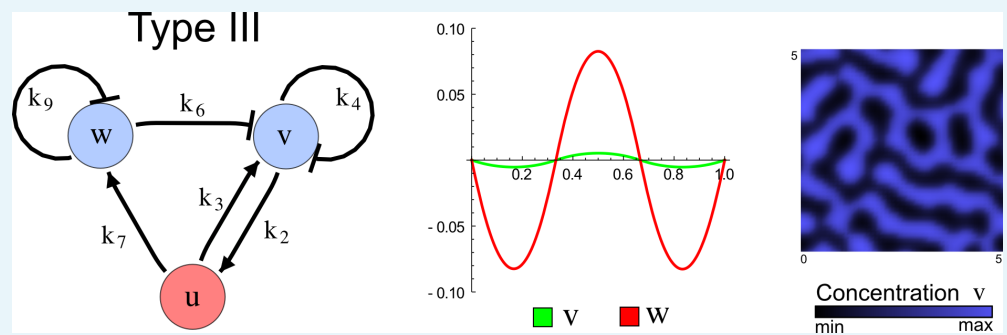 Type III
k9
k6
k4
w
v
k3
k7
k2
u
0.10
0.05
0.2 0.4 0.6 0.8 1.0
-0.05
-0.10
v w
5
0 5
Concentration v
min max